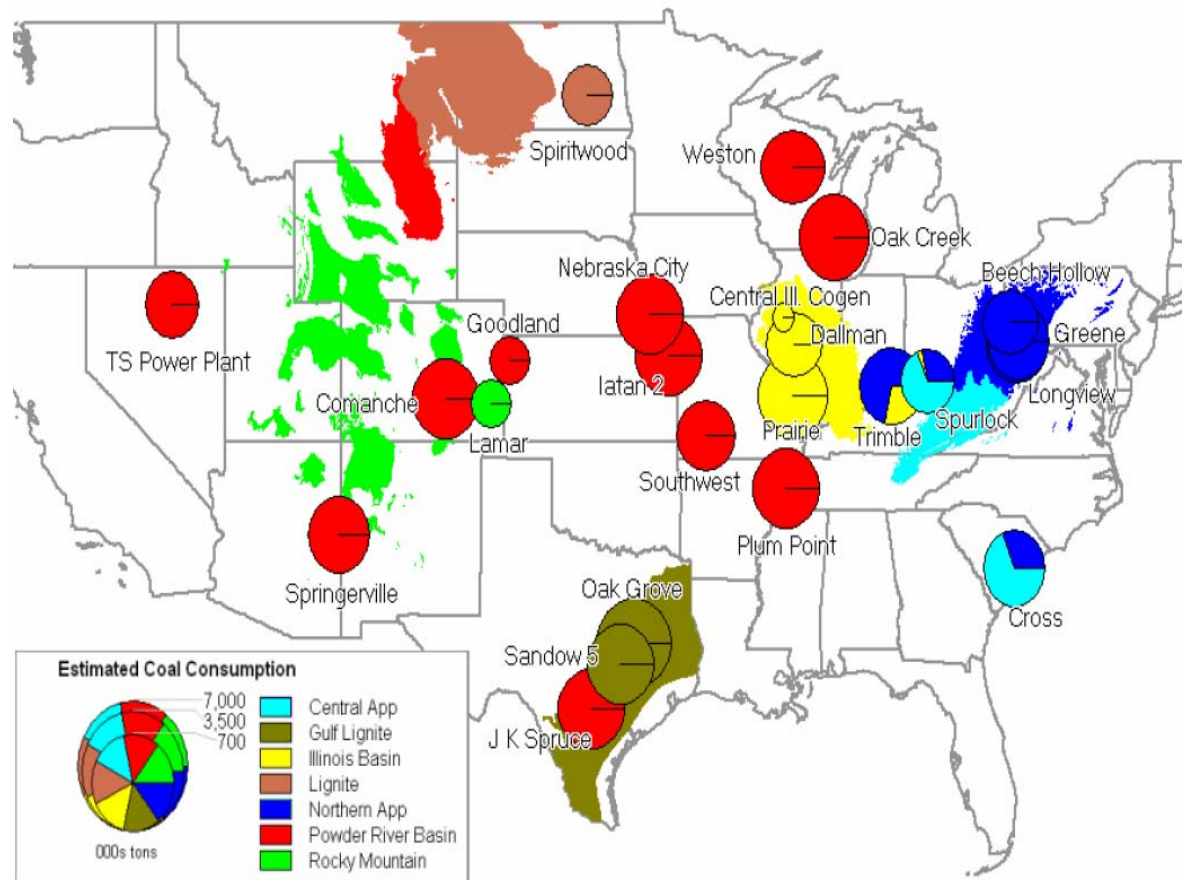 Spiritwood
Weston
Oak Creek
Nebraska City
Beech Hollow
Central Ill. Cogen
Goodland
Dallman
Greene
TS Power Plant
Iatan 2
Comanche
Longview
Lamar
Prairie
Trimble
Spurlock
Southwest
Plum Point
Springerville
Oak Grove
Cross
Sandow 5
J K Spruce
Estimated Coal Consumption
7,000
3,500
700
Central App
Gulf Lignite
Illinois Basin
Lignite
Northern App
Powder River Basin
Rocky Mountain
000s tons